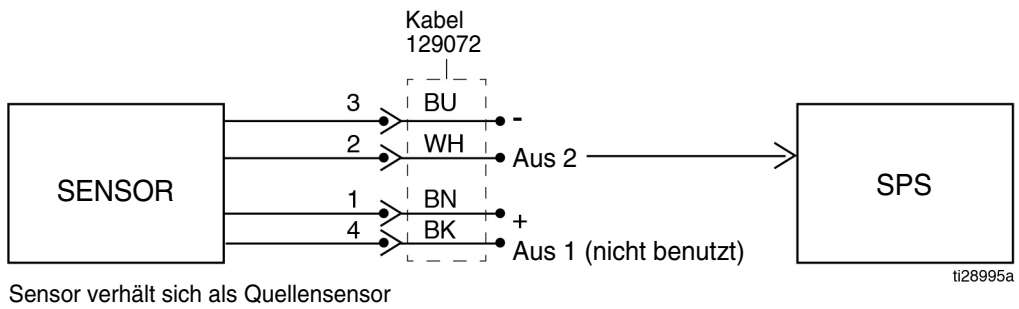 Kabel
129072
3 BU -
2 WH Aus 2
SENSOR
SPS
1 BN +
4 BK Aus 1 (nicht benutzt)
ti28995a
Sensor verhält sich als Quellensensor